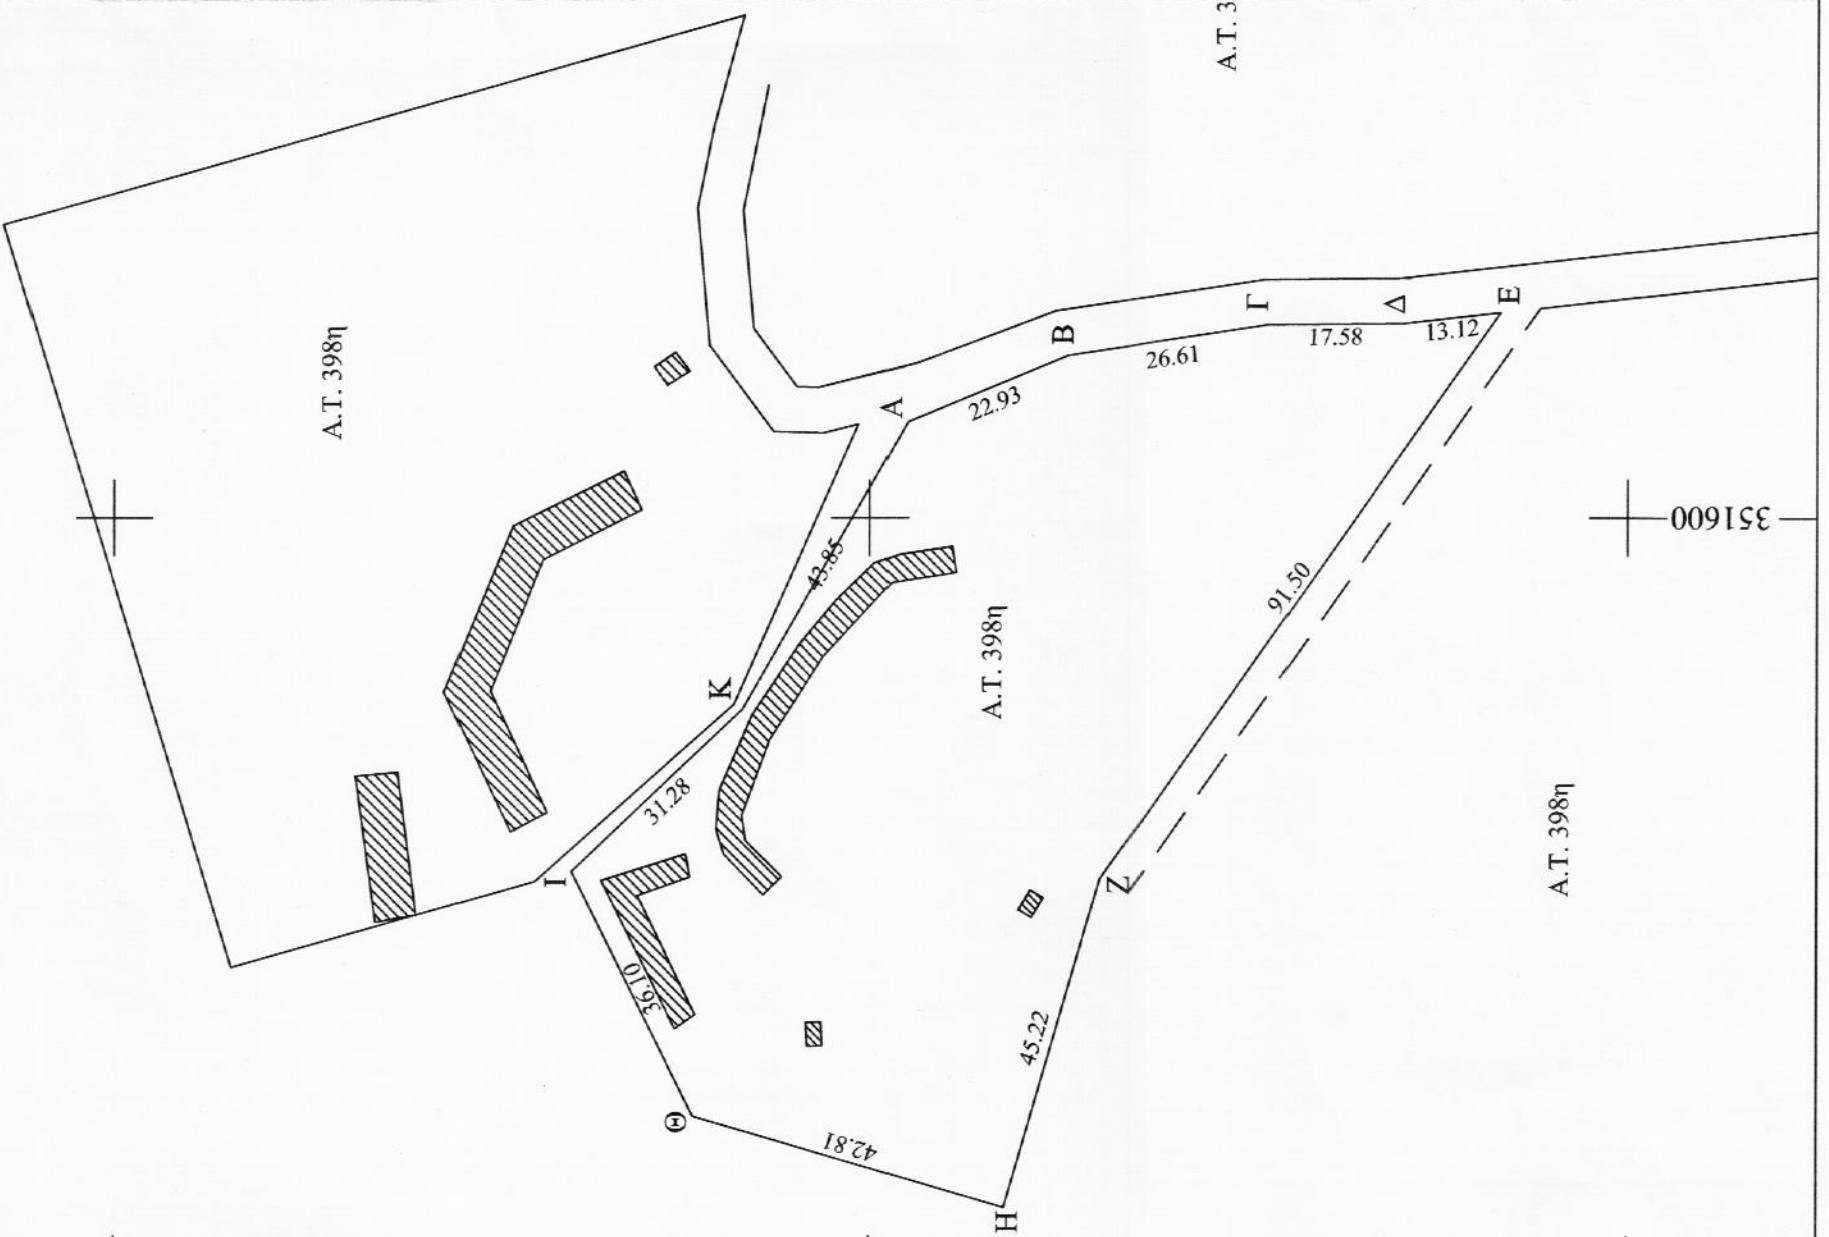 Α.Τ. 3
Α.Τ. 398η
Α
Β
22.93
26.61
Γ
17.58
Δ
13.12
Ε
43.85
Κ
31.28
Ι
36.10
Α.Τ. 398η
91.50
351600
Ζ
45.22
Θ
42.81
Η
Α.Τ. 398η